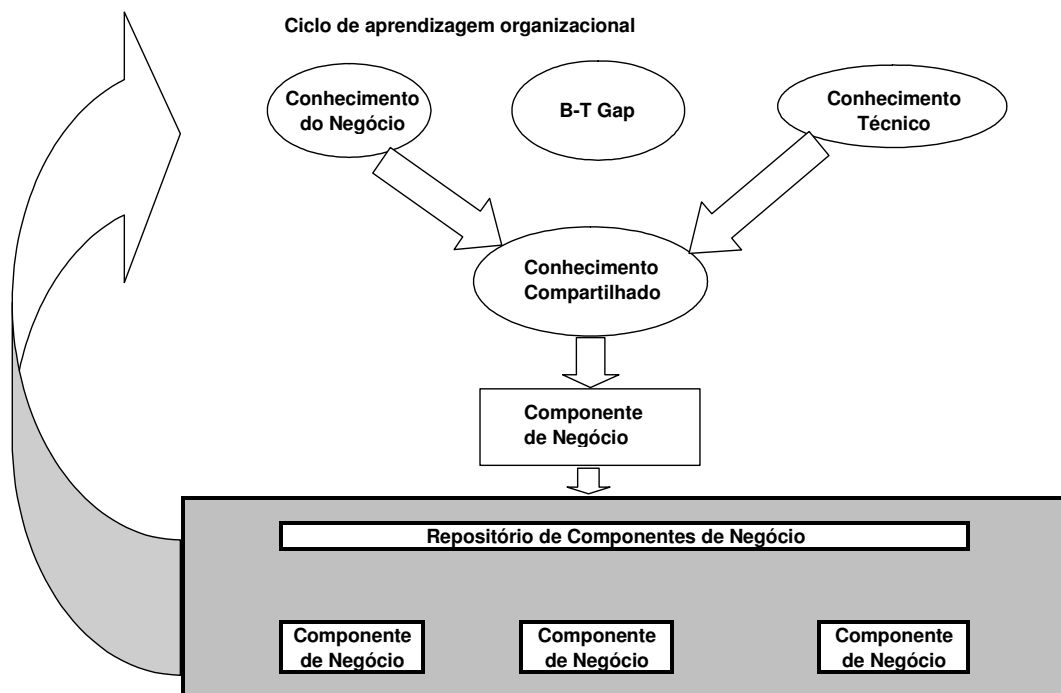 Ciclo de aprendizagem organizacional
Conhecimento
do Negócio
B-T Gap
Conhecimento
Técnico
Conhecimento
Compartilhado
Componente
de Negócio
Repositório de Componentes de Negócio
Componente
de Negócio
Componente
de Negócio
Componente
de Negócio